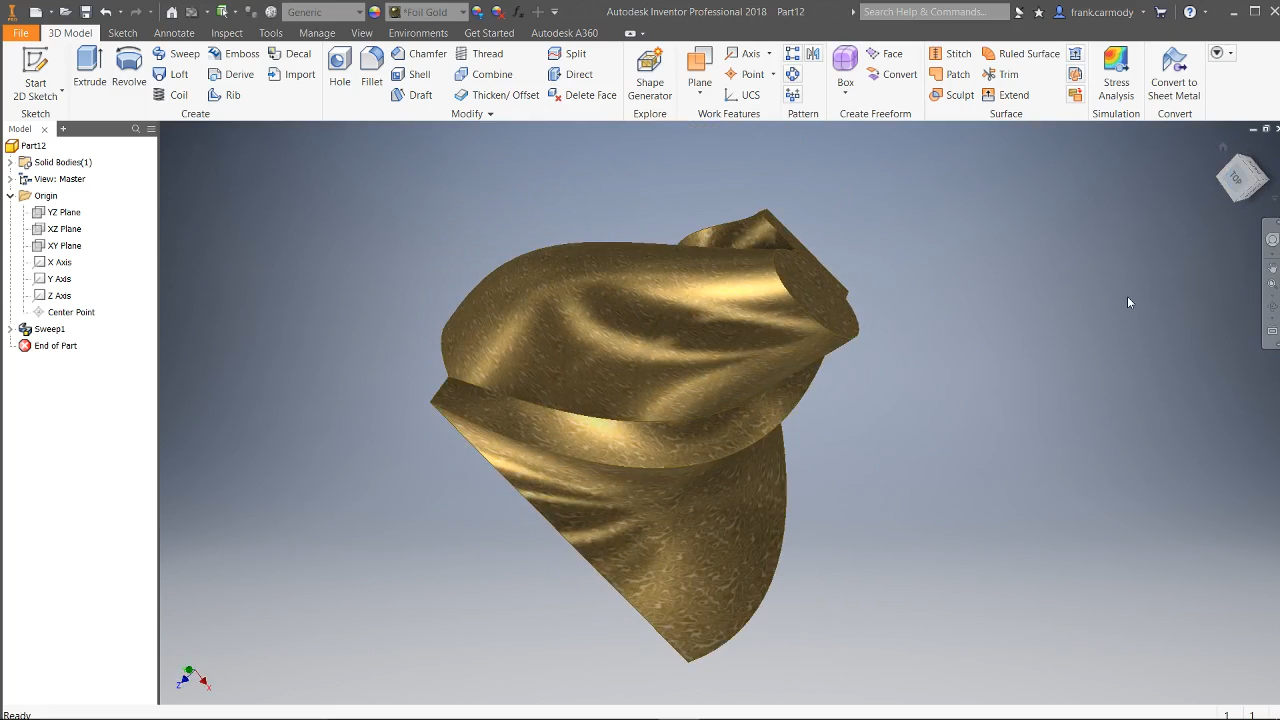 PRO
Generic
*Foil Gold
Autodesk Inventor Professional 2018 Part12
Search Help & Commands...
frank.carmody
File
3D Model
Sketch
Annotate
Inspect
Tools
Manage
View
Environments
Get Started
Autodesk A360
Start
2D Sketch
Sketch
Extrude
Revolve
Sweep
Loft
Coil
Emboss
Derive
Rib
Decal
Import
Create
Hole
Fillet
Chamfer
Shell
Draft
Thread
Combine
Thicken/ Offset
Split
Direct
Delete Face
Modify
Shape
Generator
Explore
Plane
Axis
Point
UCS
Work Features
Pattern
Box
Face
Convert
Create Freeform
Stitch
Patch
Sculpt
Ruled Surface
Trim
Extend
Surface
Stress
Analysis
Simulation
Convert to
Sheet Metal
Convert
Model
Part12
Solid Bodies(1)
View: Master
Origin
YZ Plane
XZ Plane
XY Plane
X Axis
Y Axis
Z Axis
Center Point
Sweep1
End of Part
TOP
Z
X
Ready
1
1